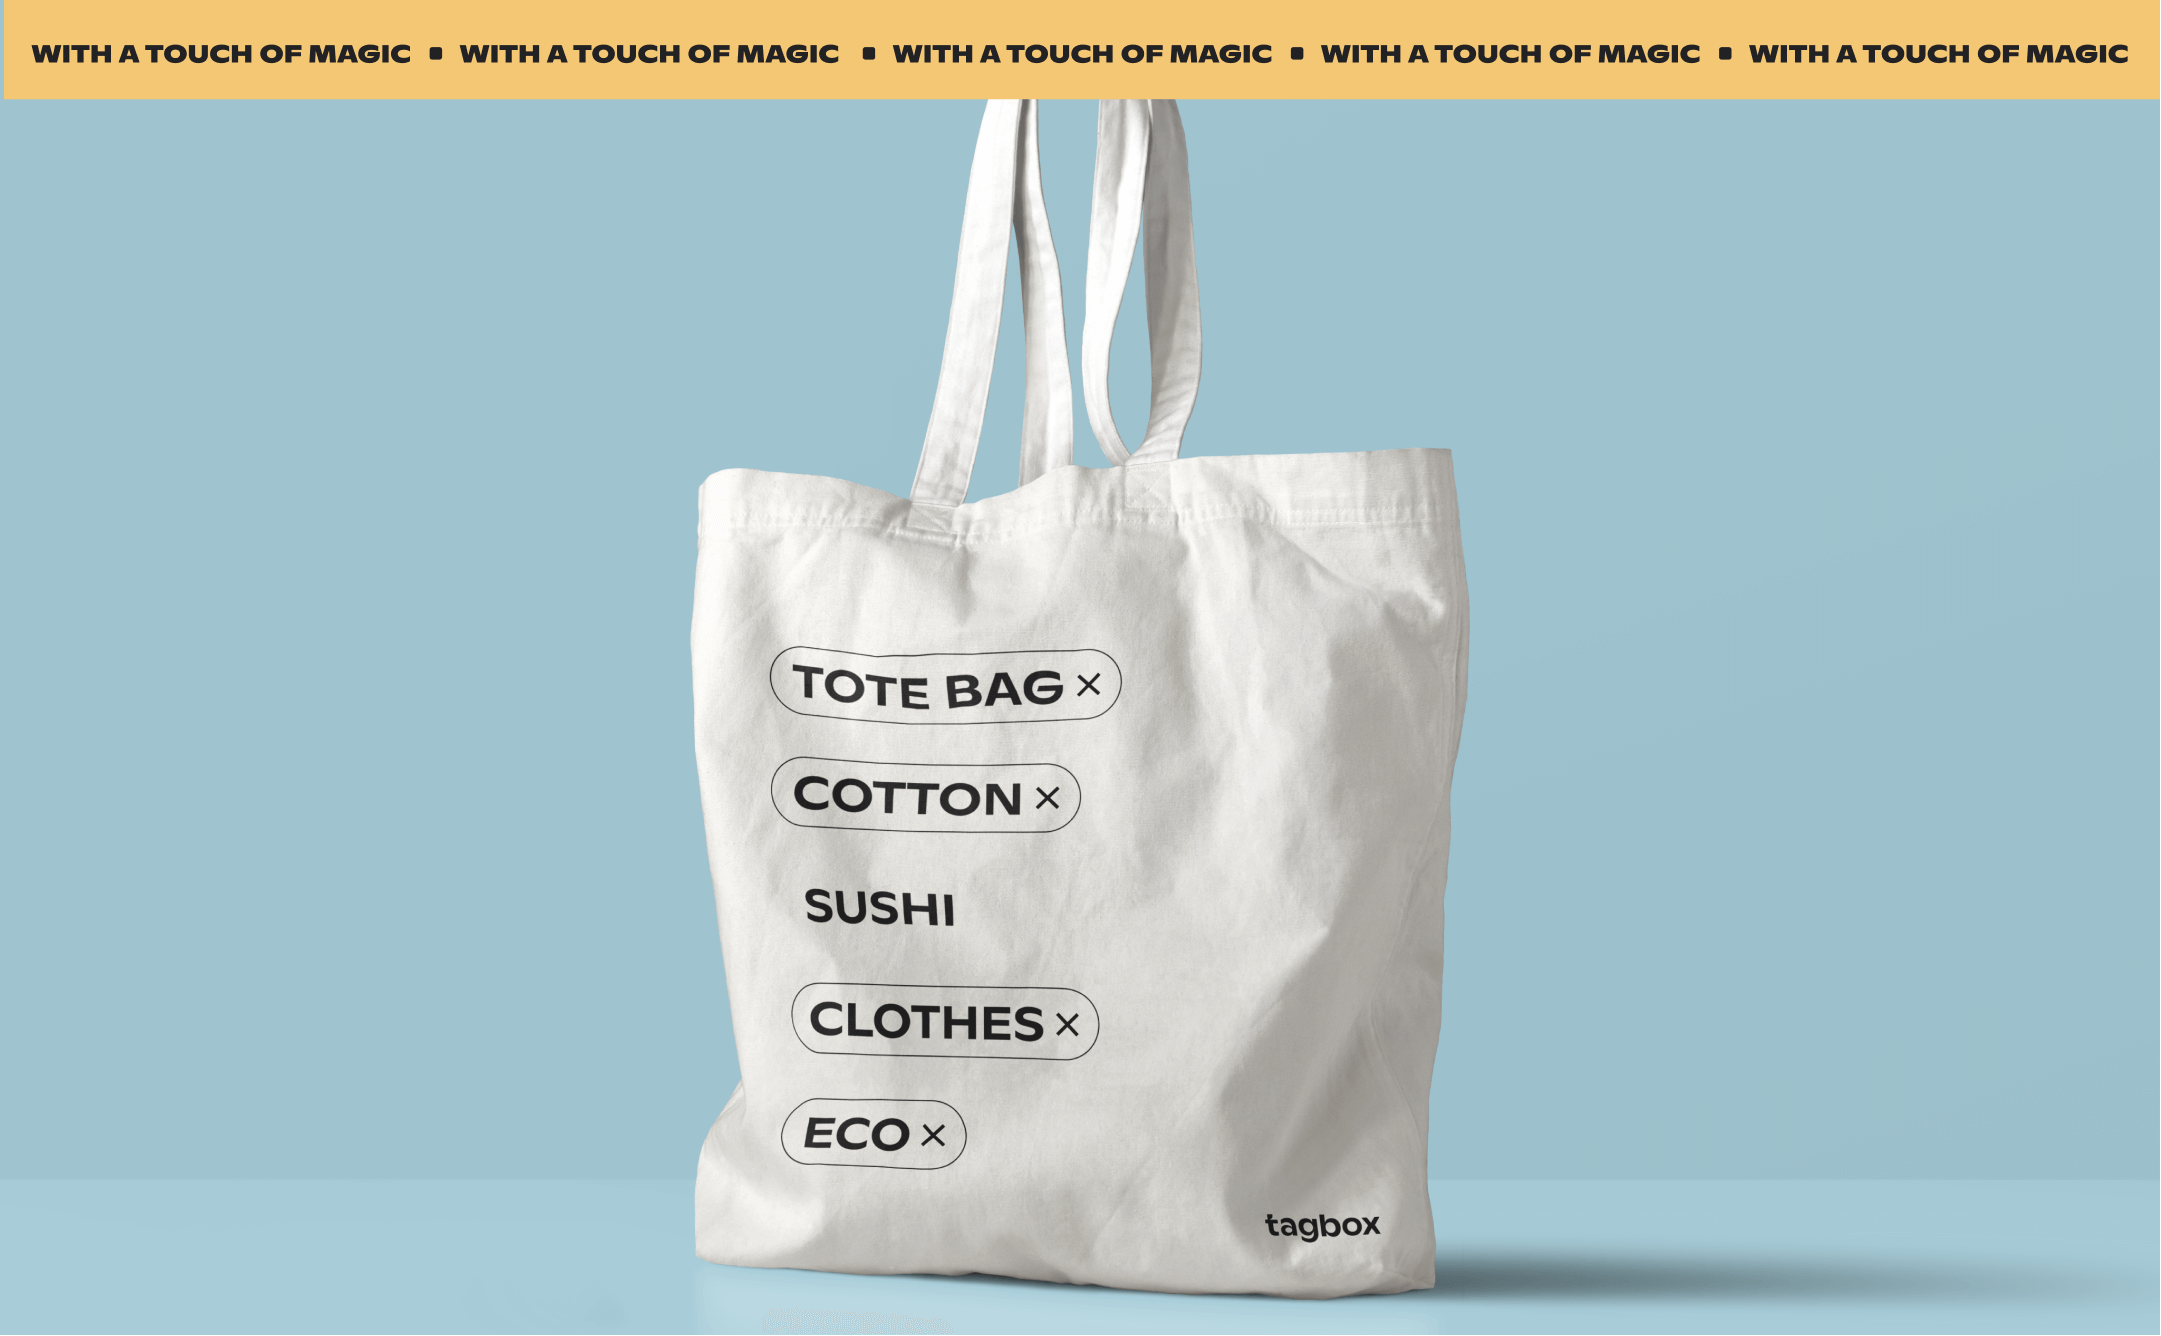 WITH A TOUCH OF MAGIC ▪ WITH A TOUCH OF MAGIC ▪ WITH A TOUCH OF MAGIC ▪ WITH A TOUCH OF MAGIC ▪ WITH A TOUCH OF MAGIC
TOTE BAG ×
COTTON ×
SUSHI
CLOTHES ×
ECO ×
tagbox